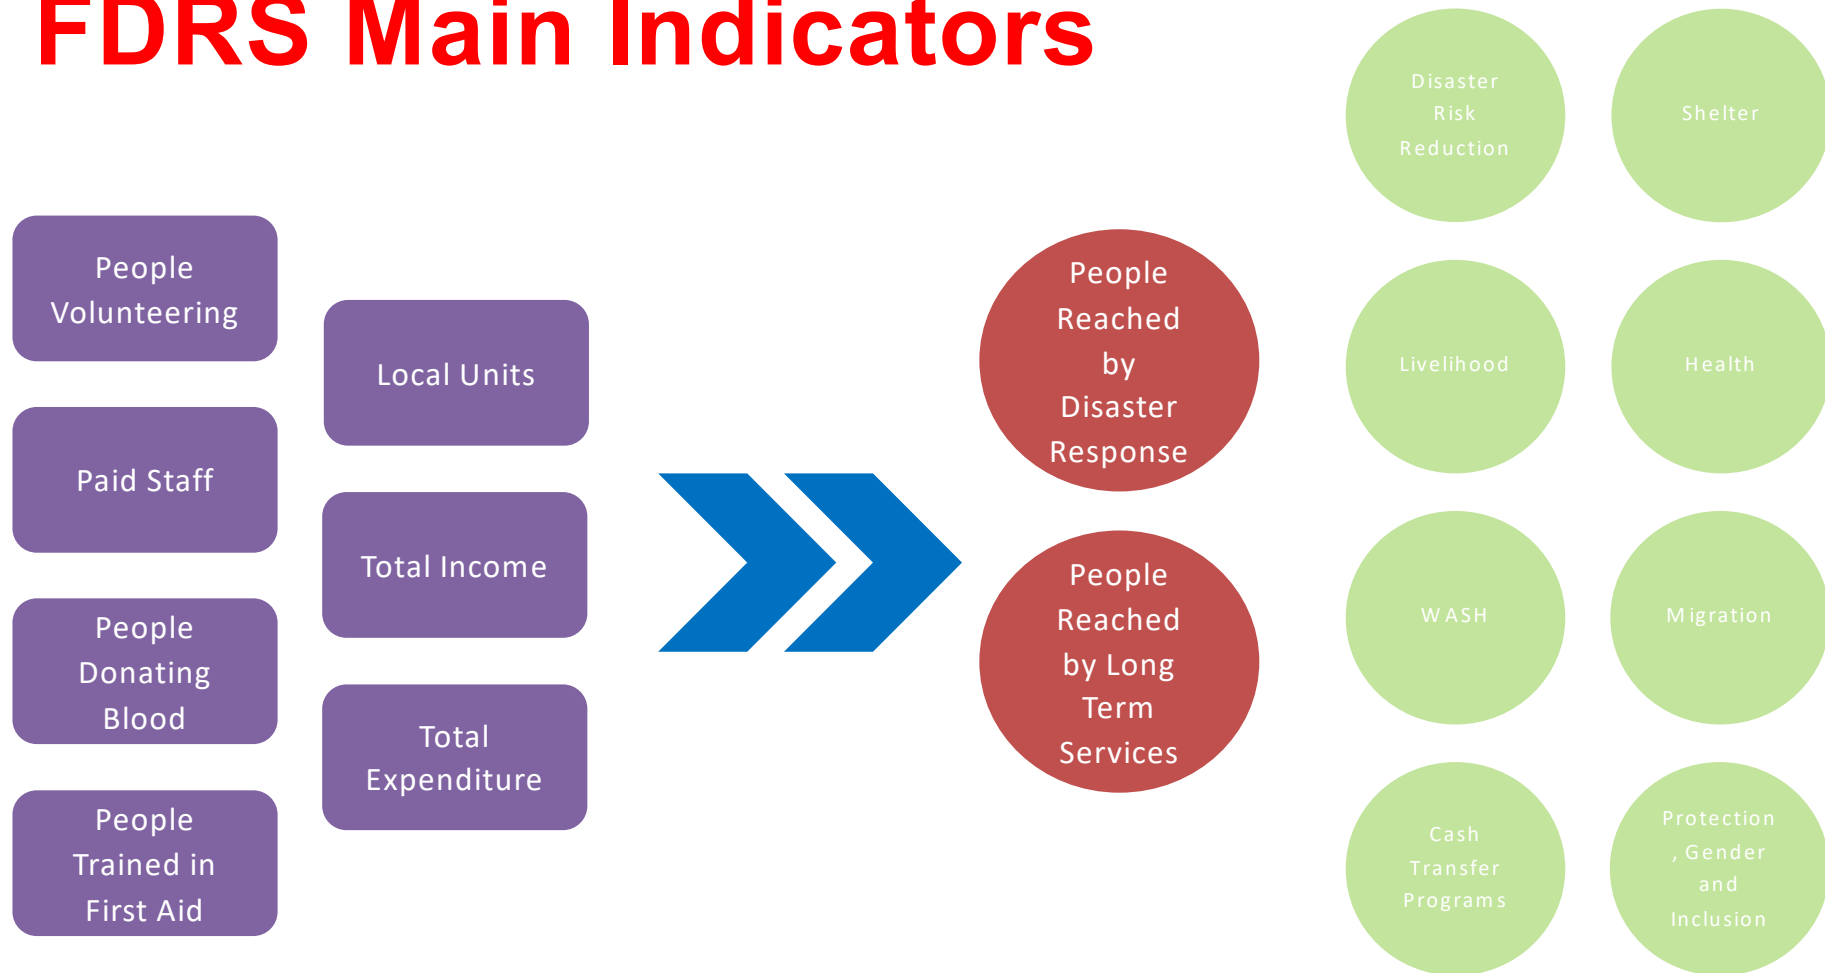 FDRS Main Indicators
People
Volunteering
Paid Staff
People
Donating
Blood
People
Trained in
First Aid
Local Units
Total Income
Total
Expenditure
People
Reached
by
Disaster
Response
People
Reached
by Long
Term
Services
Disaster
Risk
Reduction
Shelter
Livelihood
Health
WASH
Migration
Cash
Transfer
Programs
Protection
, Gender
and
Inclusion